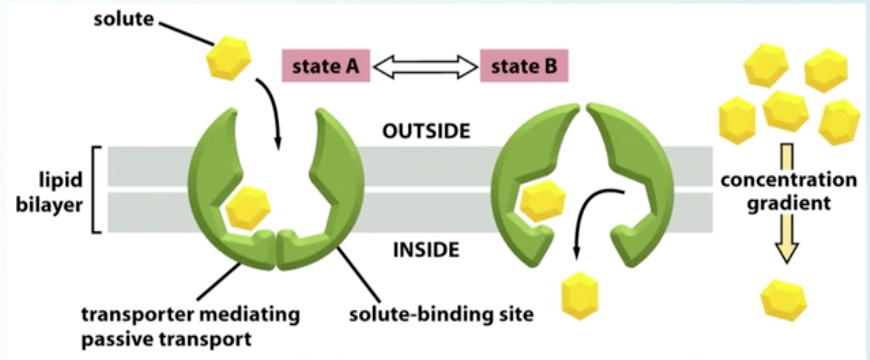 solute
state A
state B
OUTSIDE
lipid
bilayer
concentration
gradient
INSIDE
transporter mediating
passive transport
solute-binding site